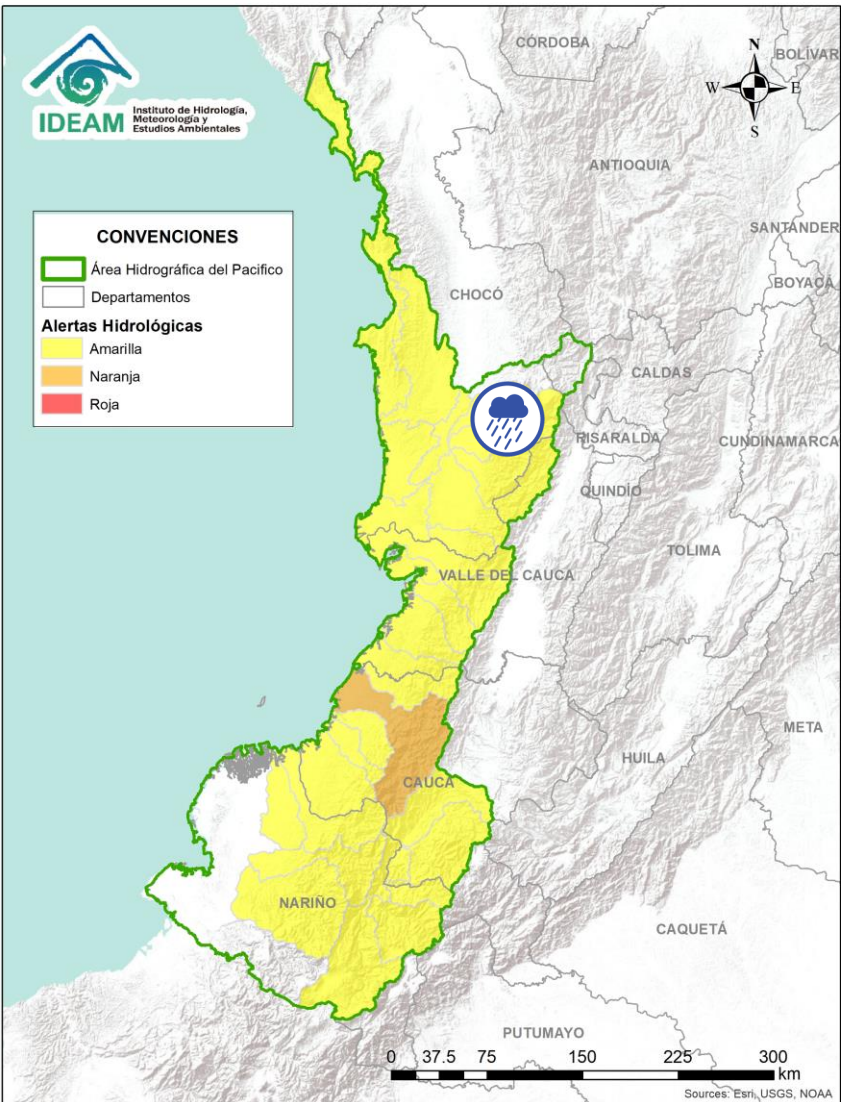 IDEAM
Instituto de Hidrología,
Meteorología y
Estudios Ambientales
N
W
E
S
CÓRDOBA
BOLÍVAR
ANTIOQUIA
SANTANDER
BOYACÁ
CHOCÓ
CALDAS
RISARALDA
CUNDINAMARCA
QUINDÍO
TOLIMA
VALLE DEL CAUCA
META
HUILA
CAUCA
NARIÑO
CAQUETÁ
PUTUMAYO
CONVENCIONES
Área Hidrográfica del Pacifico
Departamentos
Alertas Hidrológicas
Amarilla
Naranja
Roja
0 37.5 75 150 225 300
km
Sources: Esri, USGS, NOAA